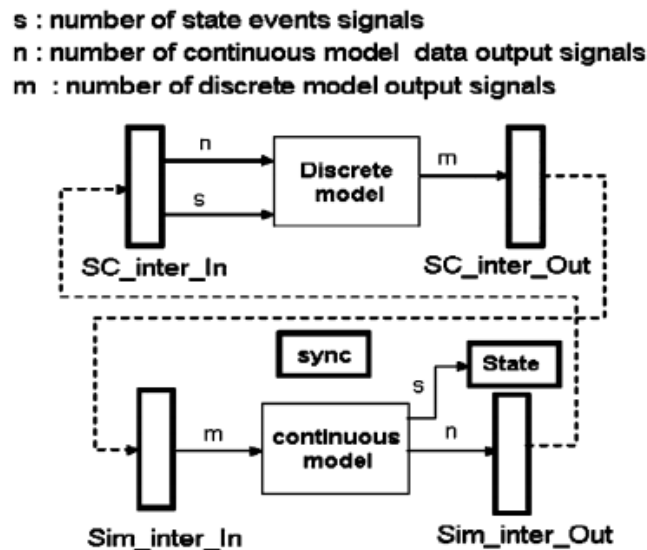 s : number of state events signals
n : number of continuous model data output signals
m : number of discrete model output signals
n
s
Discrete
model
m
SC_inter_In
SC_inter_Out
sync
State
s
m
continuous
model
n
Sim_inter_In
Sim_inter_Out